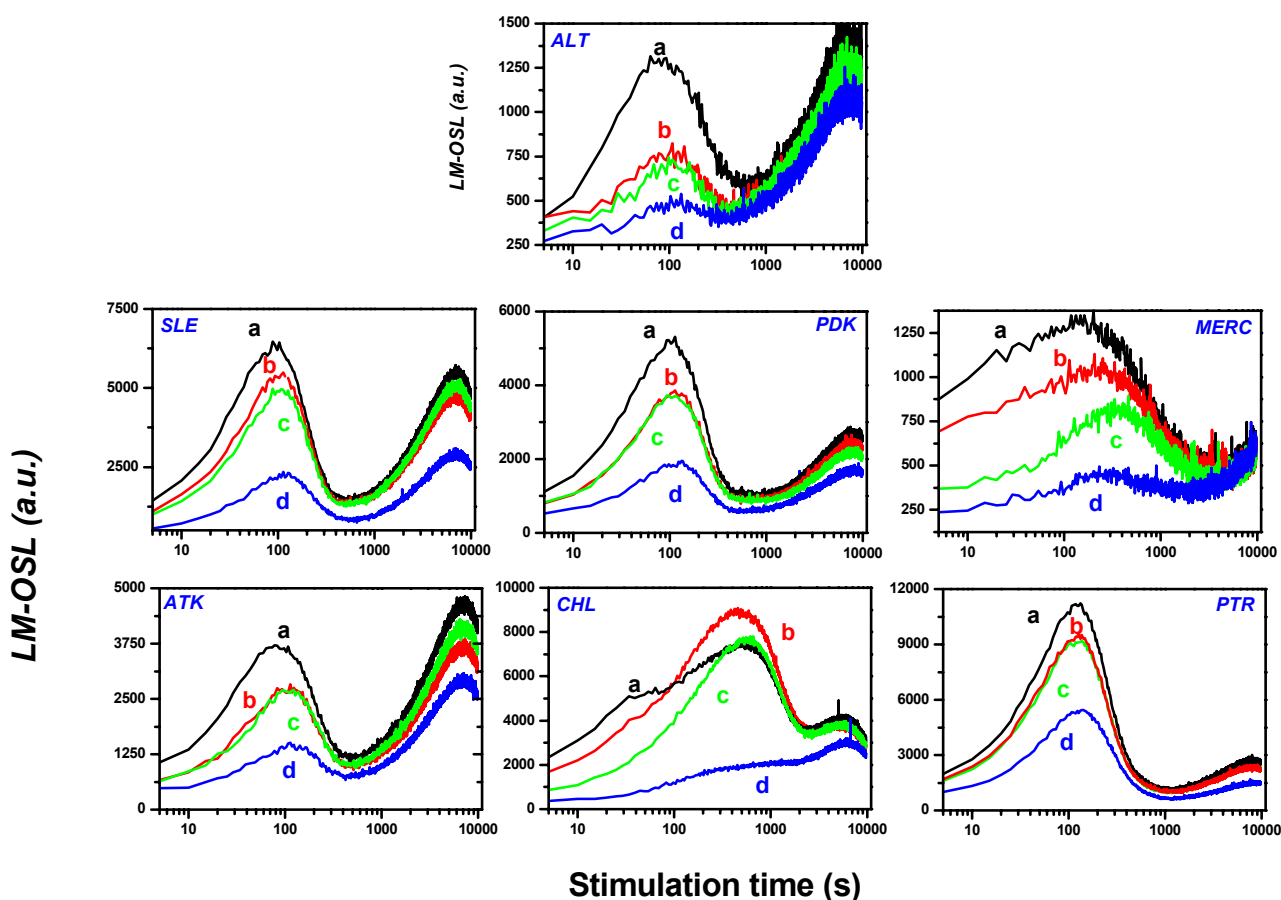 ALT
LM-OSL (a.u.)
1500
1250
1000
750
500
250
10
100
1000
10000
a
b
c
d
LM-OSL (a.u.)
SLE
7500
5000
2500
10
100
1000
10000
a
b
c
d
PDK
6000
4000
2000
0
10
100
1000
10000
a
b
c
d
MERC
1250
1000
750
500
250
10
100
1000
10000
a
b
c
d
ATK
5000
3750
2500
1250
0
10
100
1000
10000
a
b
c
d
CHL
10000
8000
6000
4000
2000
0
10
100
1000
10000
a
b
c
d
PTR
12000
9000
6000
3000
0
10
100
1000
10000
a
b
c
d
Stimulation time (s)